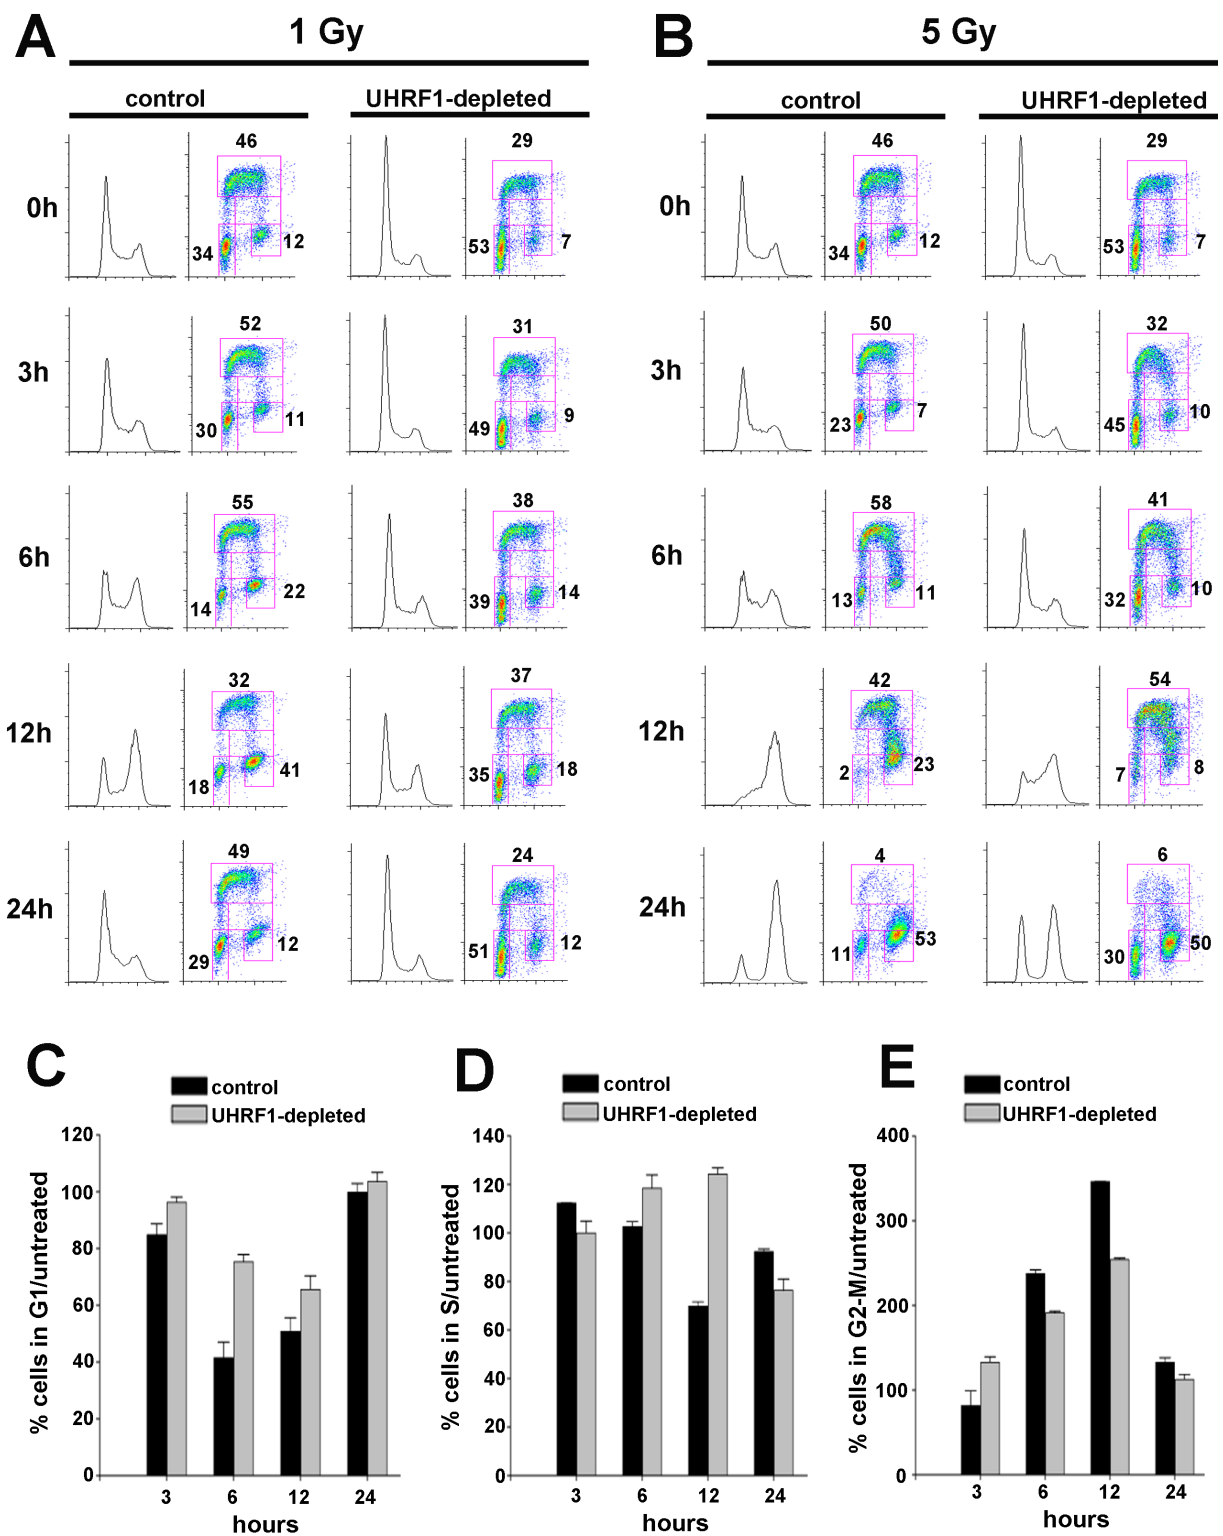 A 1 Gy B 5 Gy
control UHRF1-depleted control UHRF1-depleted
46 29 46 29
0h 34 12 53 7 0h 34 12 53 7
52 31 50 32
3h 30 11 49 9 3h 23 7 45 10
55 38 58 41
6h 14 22 39 14 6h 13 11 32 10
32 37 42 54
12h 18 41 35 18 12h 2 23 7 8
49 24 4 6
24h 29 12 51 12 24h 11 53 30 50
C
control
UHRF1-depleted
% cells in G1/untreated
120
100
80
60
40
20
0
3 6 12 24
hours
D
control
UHRF1-depleted
% cells in S/untreated
140
120
100
80
60
40
20
0
3 6 12 24
hours
E
control
UHRF1-depleted
% cells in G2-M/untreated
400
300
200
100
0
3 6 12 24
hours